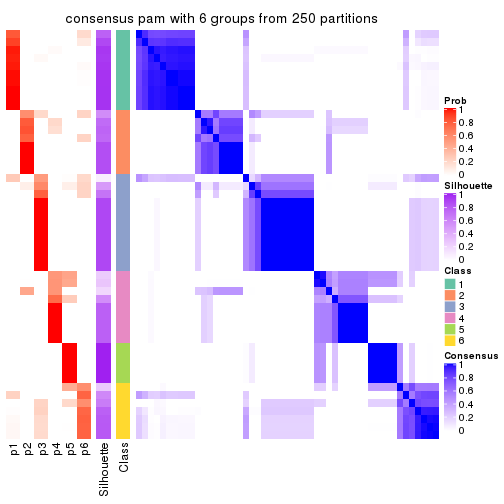 consensus pam with 6 groups from 250 partitions
Prob
1
0.8
0.6
0.4
0.2
0
Silhouette
1
0.8
0.6
0.4
0.2
0
Class
1
2
3
4
5
6
Consensus
1
0.8
0.6
0.4
0.2
0
p1
p2
p3
p4
p5
p6
Silhouette
Class